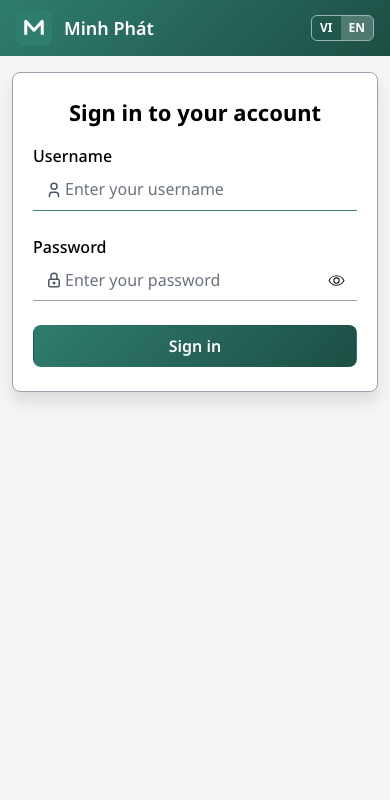 Minh Phát
VI EN
Sign in to your account
Username
Enter your username
Password
Enter your password
Sign in